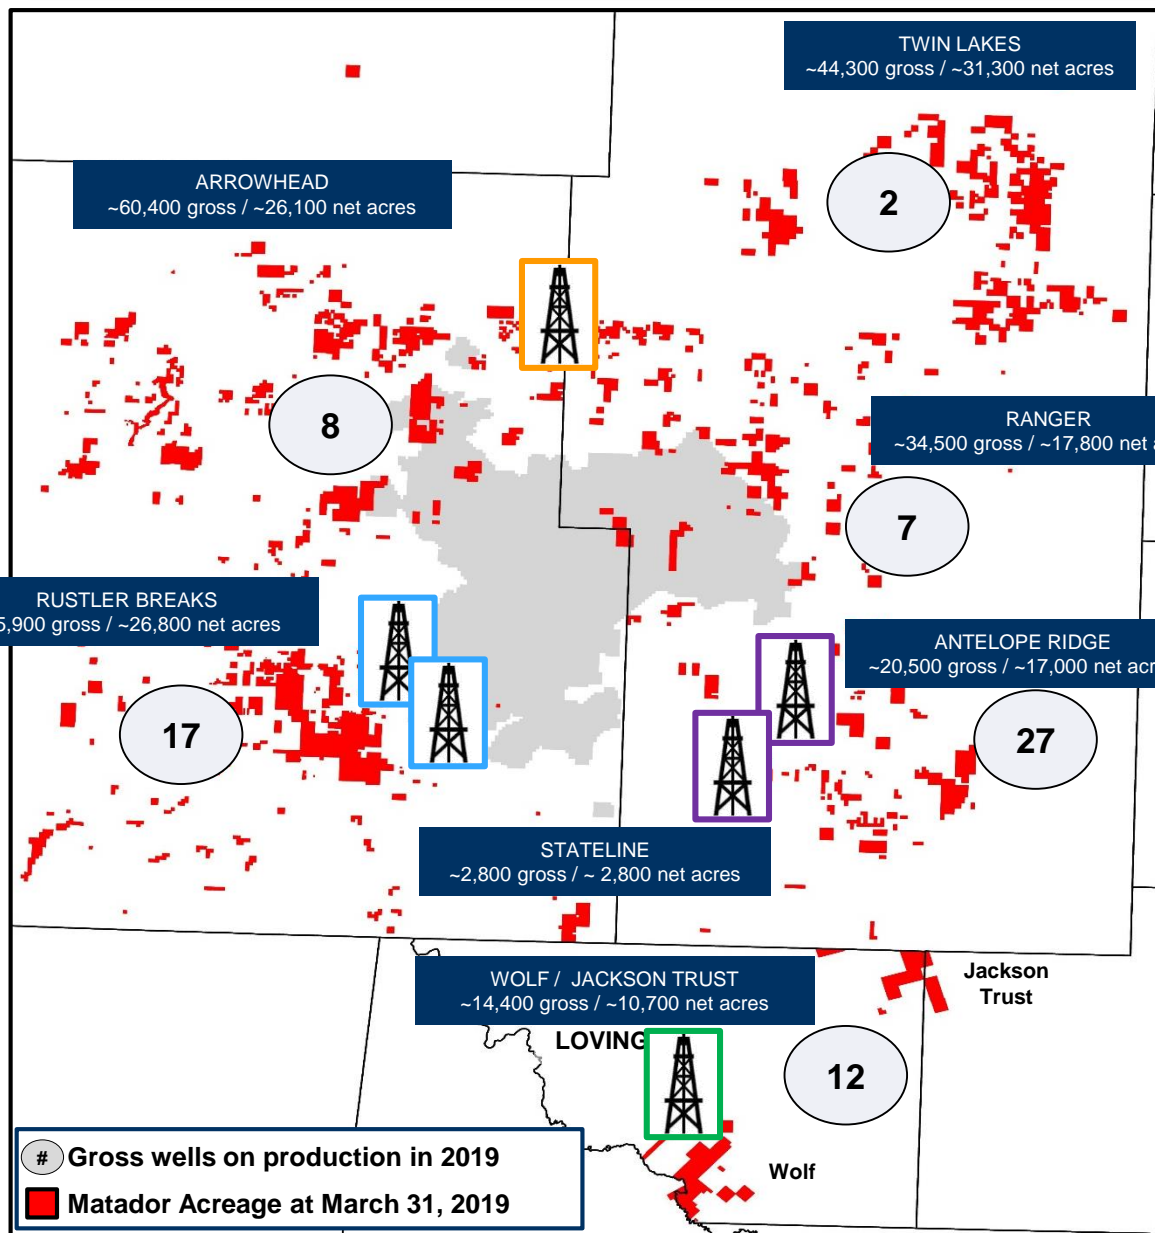 TWIN LAKES
~44,300 gross / ~31,300 net acres
ARROWHEAD
~60,400 gross / ~26,100 net acres
2
8
RANGER
~34,500 gross / ~17,800 net
7
RUSTLER BREAKS
5,900 gross / ~26,800 net acres
ANTELOPE RIDGE
~20,500 gross / ~17,000 net acr
17
27
STATELINE
~2,800 gross / ~ 2,800 net acres
WOLF / JACKSON TRUST
~14,400 gross / ~10,700 net acres
Jackson
Trust
LOVING
12
# Gross wells on production in 2019
Wolf
Matador Acreage at March 31, 2019